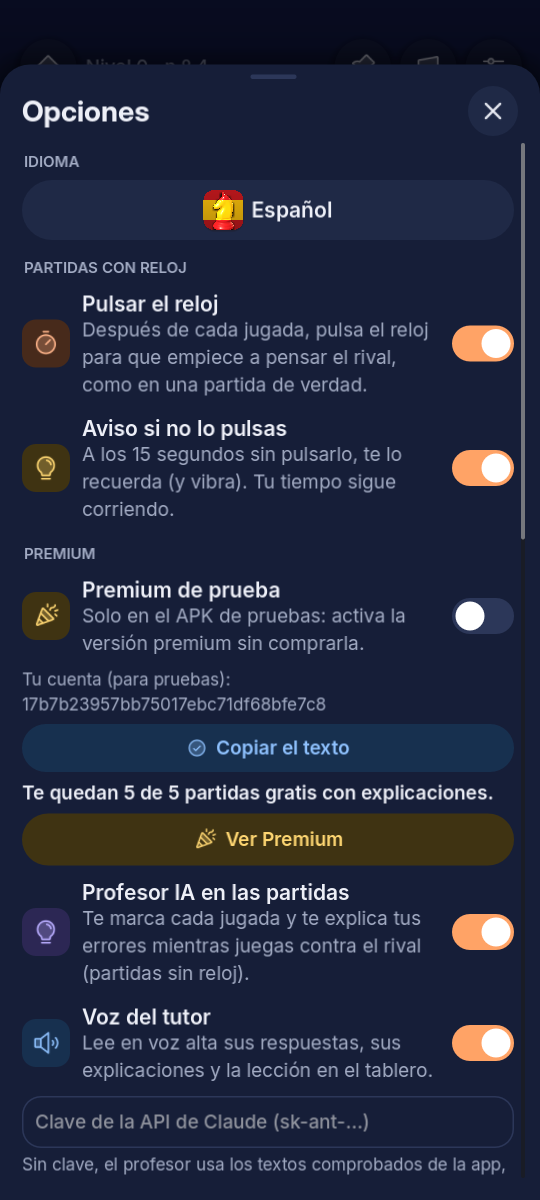 Opciones
IDIOMA
Español
PARTIDAS CON RELOJ
Pulsar el reloj
Después de cada jugada, pulsa el reloj
para que empiece a pensar el rival,
como en una partida de verdad.
Aviso si no lo pulsas
A los 15 segundos sin pulsarlo, te lo
recuerda (y vibra). Tu tiempo sigue
corriendo.
PREMIUM
Premium de prueba
Solo en el APK de pruebas: activa la
versión premium sin comprarla.
Tu cuenta (para pruebas):
17b7b23957bb75017ebc71df68bfe7c8
Copiar el texto
Te quedan 5 de 5 partidas gratis con explicaciones.
Ver Premium
Profesor IA en las partidas
Te marca cada jugada y te explica tus
errores mientras juegas contra el rival
(partidas sin reloj).
Voz del tutor
Lee en voz alta sus respuestas, sus
explicaciones y la lección en el tablero.
Clave de la API de Claude (sk-ant-...)
Sin clave, el profesor usa los textos comprobados de la app,